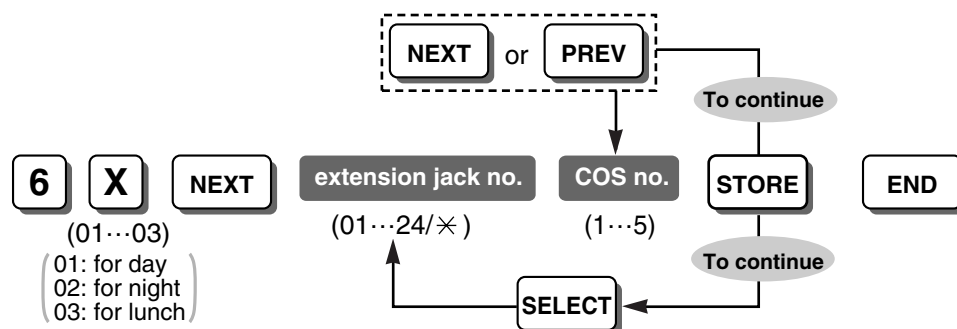 NEXT or PREV
To continue
6 X NEXT extension jack no. COS no. STORE END
(01···03) (01···24/✳) (1···5)
01: for day
02: for night
03: for lunch
To continue
SELECT